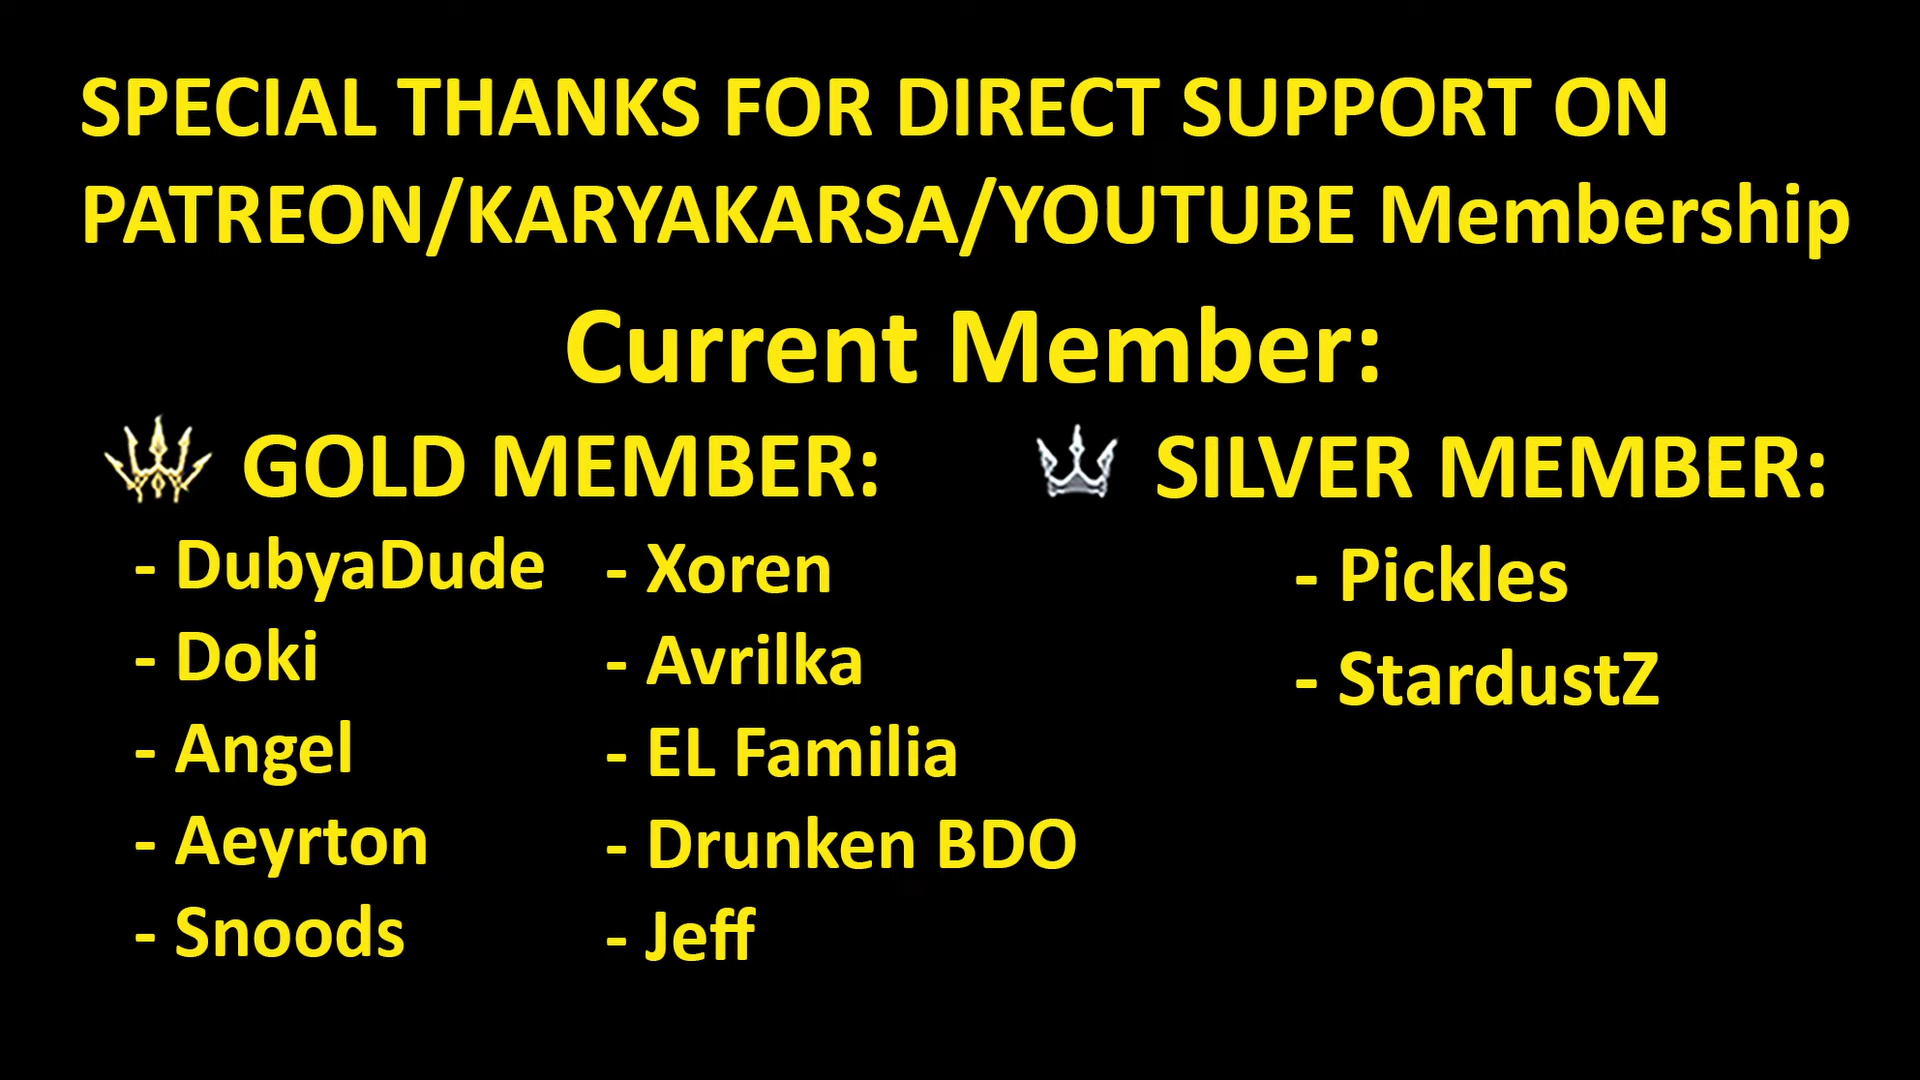 SPECIAL THANKS FOR DIRECT SUPPORT ON
PATREON/KARYAKARSA/YOUTUBE Membership
Current Member:
GOLD MEMBER:
- DubyaDude
- Doki
- Angel
- Aeyrton
- Snoods
- Xoren
- Avrilka
- EL Familia
- Drunken BDO
- Jeff
SILVER MEMBER:
- Pickles
- StardustZ